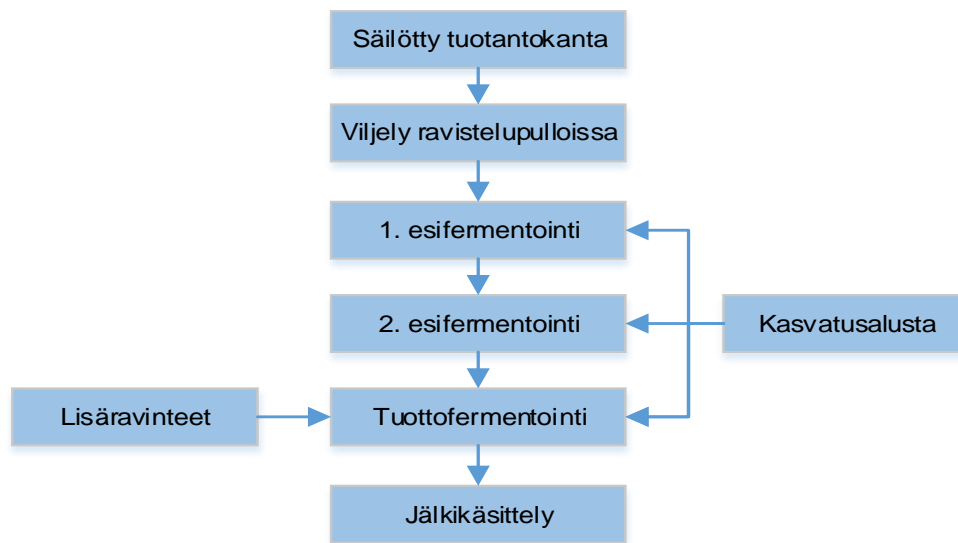 Säilötty tuotantokanta
Viljely ravistelupulloissa
1. esifermentointi
2. esifermentointi
Kasvatusalusta
Lisäravinteet
Tuottofermentointi
Jälkikäsittely